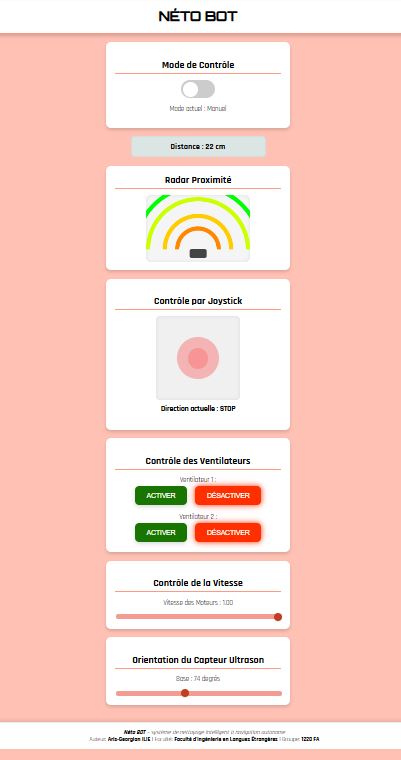 NÉTO BOT
Mode de Contrôle
Mode actuel : Manuel
Distance : 22 cm
Radar Proximité
Contrôle par Joystick
Direction actuelle : STOP
Contrôle des Ventilateurs
Ventilateur 1 :
ACTIVER DÉSACTIVER
Ventilateur 2 :
ACTIVER DÉSACTIVER
Contrôle de la Vitesse
Vitesse des Moteurs : 1.00
Orientation du Capteur Ultrason
Base : 74 degrés
Néto BOT – système de nettoyage intelligent à navigation autonome
Auteur: Aris-Georgian ILIE | Faculté: Faculté d'Ingénierie en Langues Étrangères | Groupe: 1220 FA